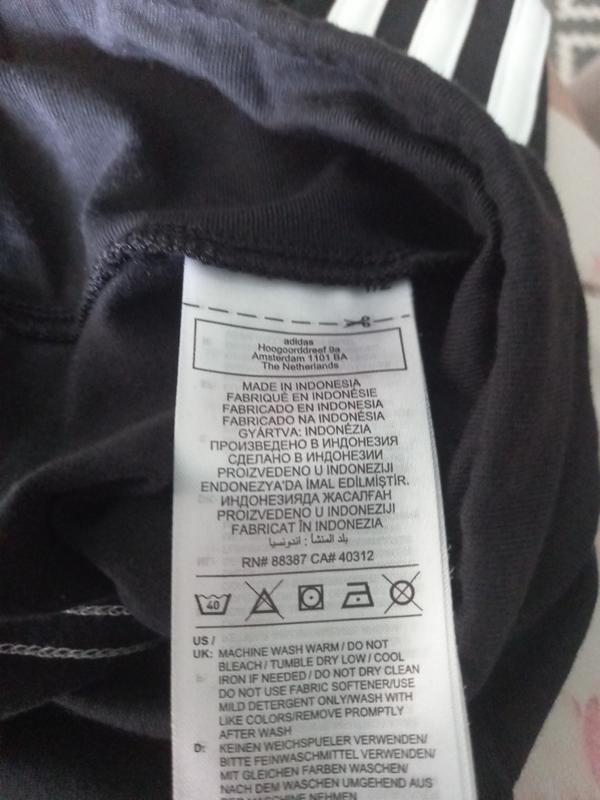 adidas
Hoogoorddreef 9a
Amsterdam 1101 BA
The Netherlands
MADE IN INDONESIA
FABRIQUÉ EN INDONÉSIE
FABRICADO EN INDONESIA
FABRICADO NA INDONÉSIA
GYÁRTVA: INDONÉZIA
ПРОИЗВЕДЕНО В ИНДОНЕЗИЯ
СДЕЛАНО В ИНДОНЕЗИИ
PROIZVEDENO U INDONEZIJI
ENDONEZYA'DA İMAL EDİLMİŞTİR.
ИНДОНЕЗИЯДА ЖАСАЛҒАН
PROIZVEDENO U INDONEZIJI
FABRICAT ÎN INDONEZIA
بلد المنشأ : اندونسيا
RN# 88387 CA# 40312
40
US /
UK: MACHINE WASH WARM / DO NOT
BLEACH / TUMBLE DRY LOW / COOL
IRON IF NEEDED / DO NOT DRY CLEAN
DO NOT USE FABRIC SOFTENER/USE
MILD DETERGENT ONLY/WASH WITH
LIKE COLORS/REMOVE PROMPTLY
AFTER WASH
D: KEINEN WEICHSPUELER VERWENDEN/
BITTE FEINWASCHMITTEL VERWENDEN/
MIT GLEICHEN FARBEN WASCHEN/
NACH DEM WASCHEN UMGEHEND AUS
DER MASCHINE NEHMEN